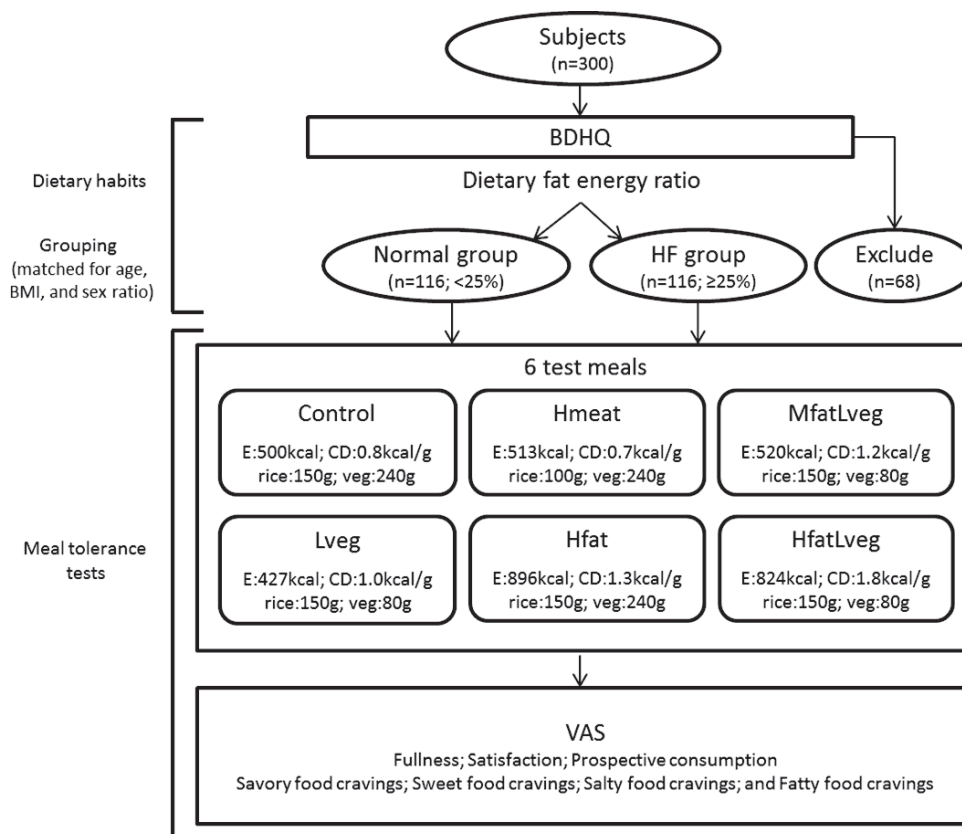 Subjects
(n=300)
BDHQ
Dietary habits
Dietary fat energy ratio
Grouping
(matched for age,
BMI, and sex ratio)
Normal group
(n=116; <25%)
HF group
(n=116; ≥25%)
Exclude
(n=68)
Meal tolerance
tests
6 test meals
Control
E:500kcal; CD:0.8kcal/g
rice:150g; veg:240g
Hmeat
E:513kcal; CD:0.7kcal/g
rice:100g; veg:240g
MfatLveg
E:520kcal; CD:1.2kcal/g
rice:150g; veg:80g
Lveg
E:427kcal; CD:1.0kcal/g
rice:150g; veg:80g
Hfat
E:896kcal; CD:1.3kcal/g
rice:150g; veg:240g
HfatLveg
E:824kcal; CD:1.8kcal/g
rice:150g; veg:80g
VAS
Fullness; Satisfaction; Prospective consumption
Savory food cravings; Sweet food cravings; Salty food cravings; and Fatty food cravings